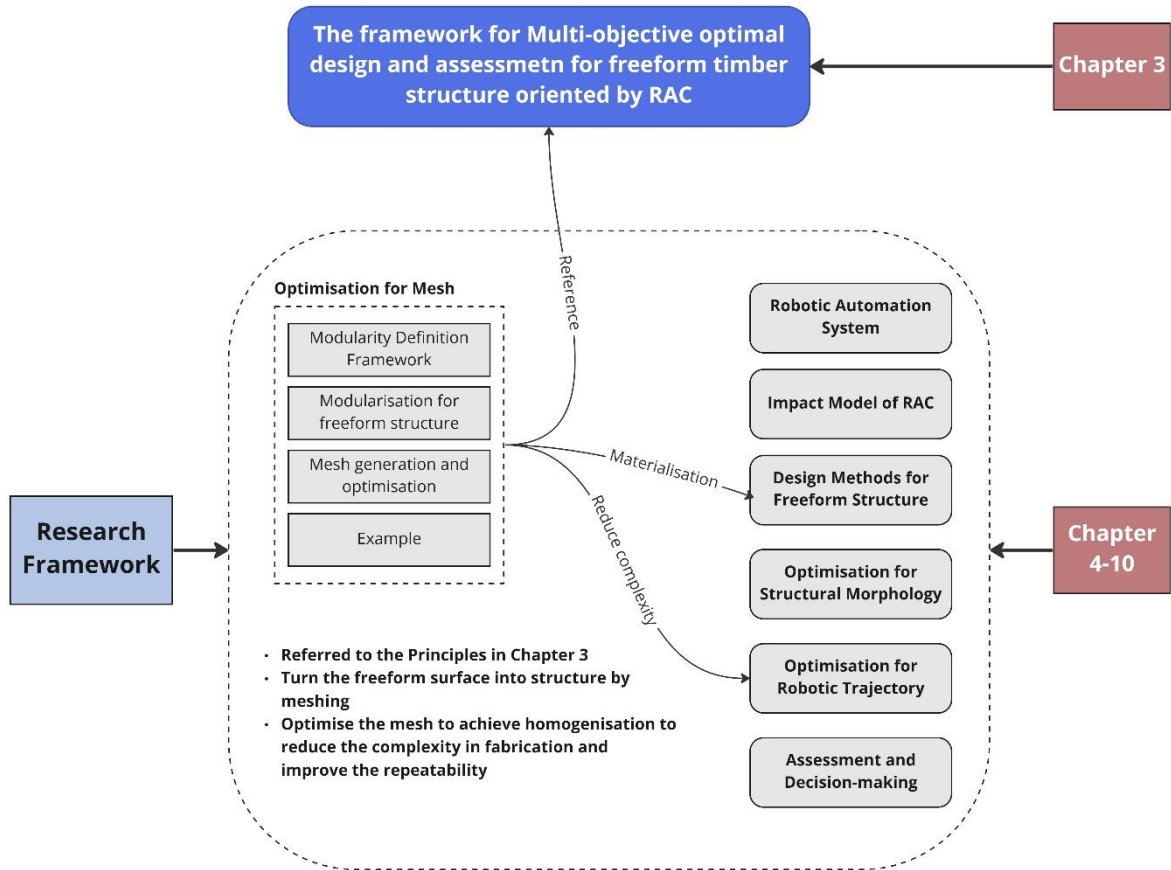 The framework for Multi-objective optimal
design and assessmetn for freeform timber
structure oriented by RAC
Chapter 3
Reference
Optimisation for Mesh
Modularity Definition
Framework
Modularisation for
freeform structure
Mesh generation and
optimisation
Example
Materialisation
Reduce complexity
Robotic Automation
System
Impact Model of RAC
Design Methods for
Freeform Structure
Optimisation for
Structural Morphology
Optimisation for
Robotic Trajectory
Assessment and
Decision-making
Research
Framework
Chapter
4-10
- Referred to the Principles in Chapter 3
- Turn the freeform surface into structure by
meshing
- Optimise the mesh to achieve homogenisation to
reduce the complexity in fabrication and
improve the repeatability